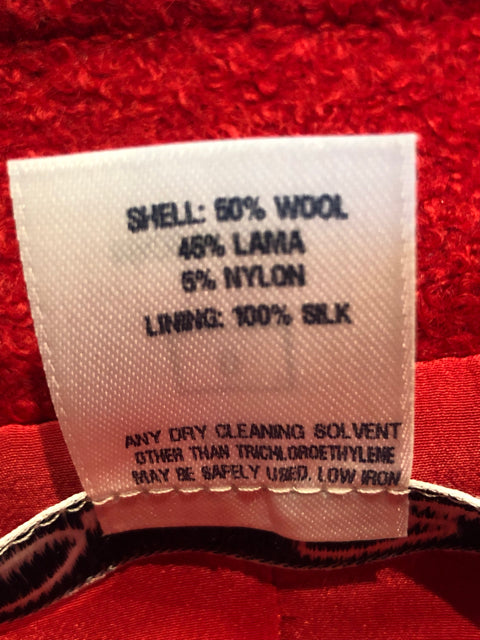 SHELL: 50% WOOL
45% LAMA
5% NYLON
LINING: 100% SILK
ANY DRY CLEANING SOLVENT
OTHER THAN TRICHLOROETHYLENE
MAY BE SAFELY USED. LOW IRON